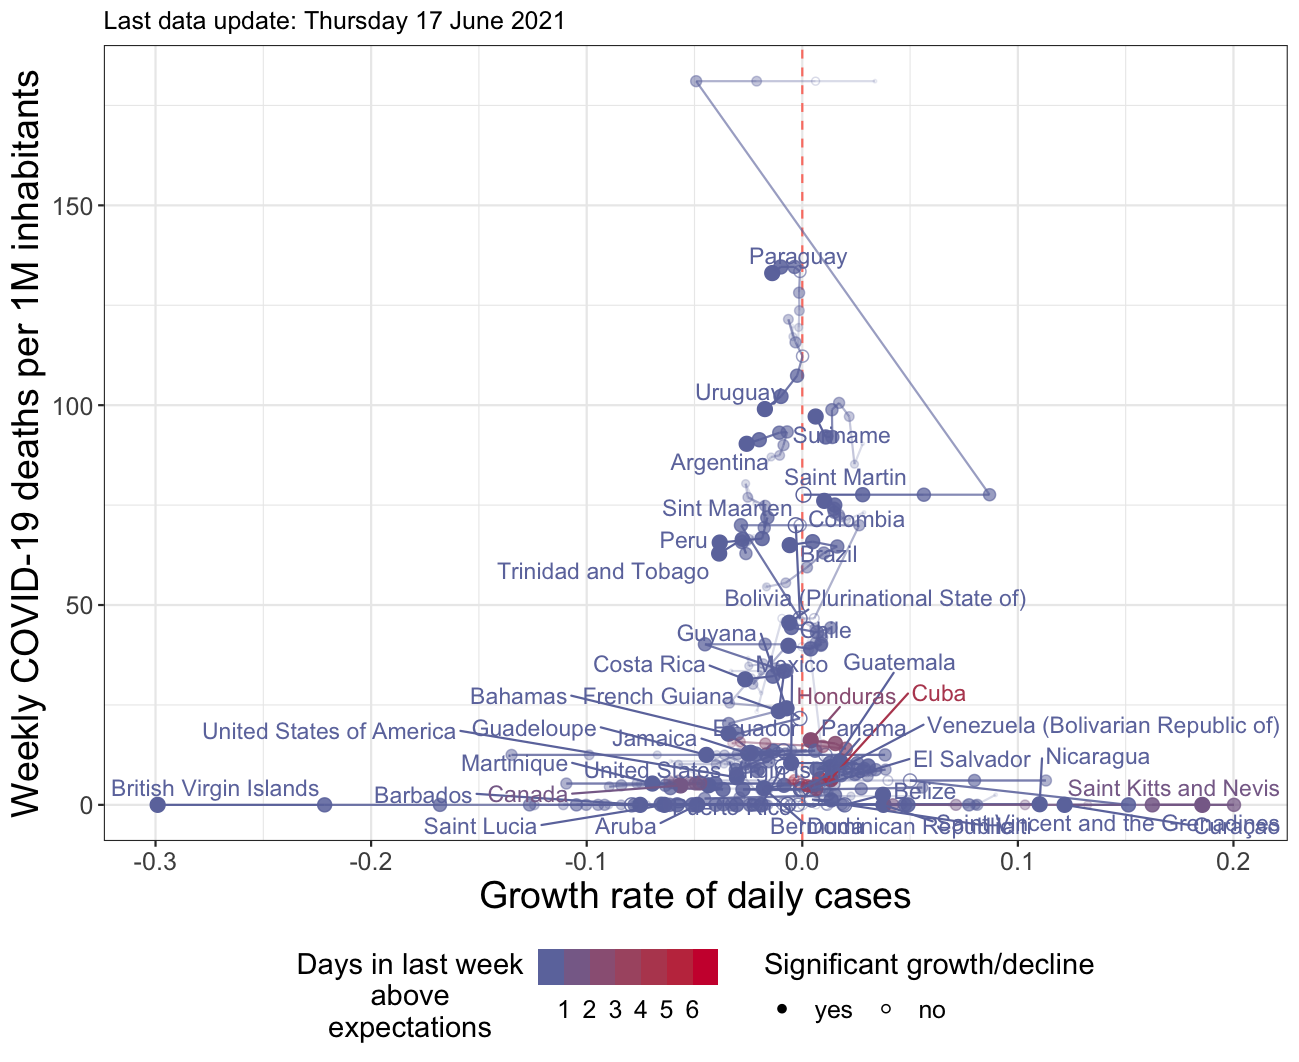 Last data update: Thursday 17 June 2021
Weekly COVID-19 deaths per 1M inhabitants
150
100
50
0
Paraguay
Uruguay
Suriname
Argentina
Saint Martin
Sint Maarten
Colombia
Peru
Brazil
Trinidad and Tobago
Bolivia (Plurinational State of)
Guyana
Chile
Costa Rica
Mexico
Guatemala
Bahamas
French Guiana
Honduras
Cuba
United States of America
Guadeloupe
Ecuador
Panama
Venezuela (Bolivarian Republic of)
Jamaica
El Salvador
Nicaragua
Martinique
United States Virgin Is
British Virgin Islands
Barbados
Canada
Belize
Saint Kitts and Nevis
Puerto Rico
Saint Lucia
Aruba
Bermuda
Dominican Republic
Haiti
Saint Vincent and the Grenadines
Curaçao
-0.3
-0.2
-0.1
0.0
0.1
0.2
Growth rate of daily cases
Days in last week
above
expectations
1 2 3 4 5 6
Significant growth/decline
yes
no